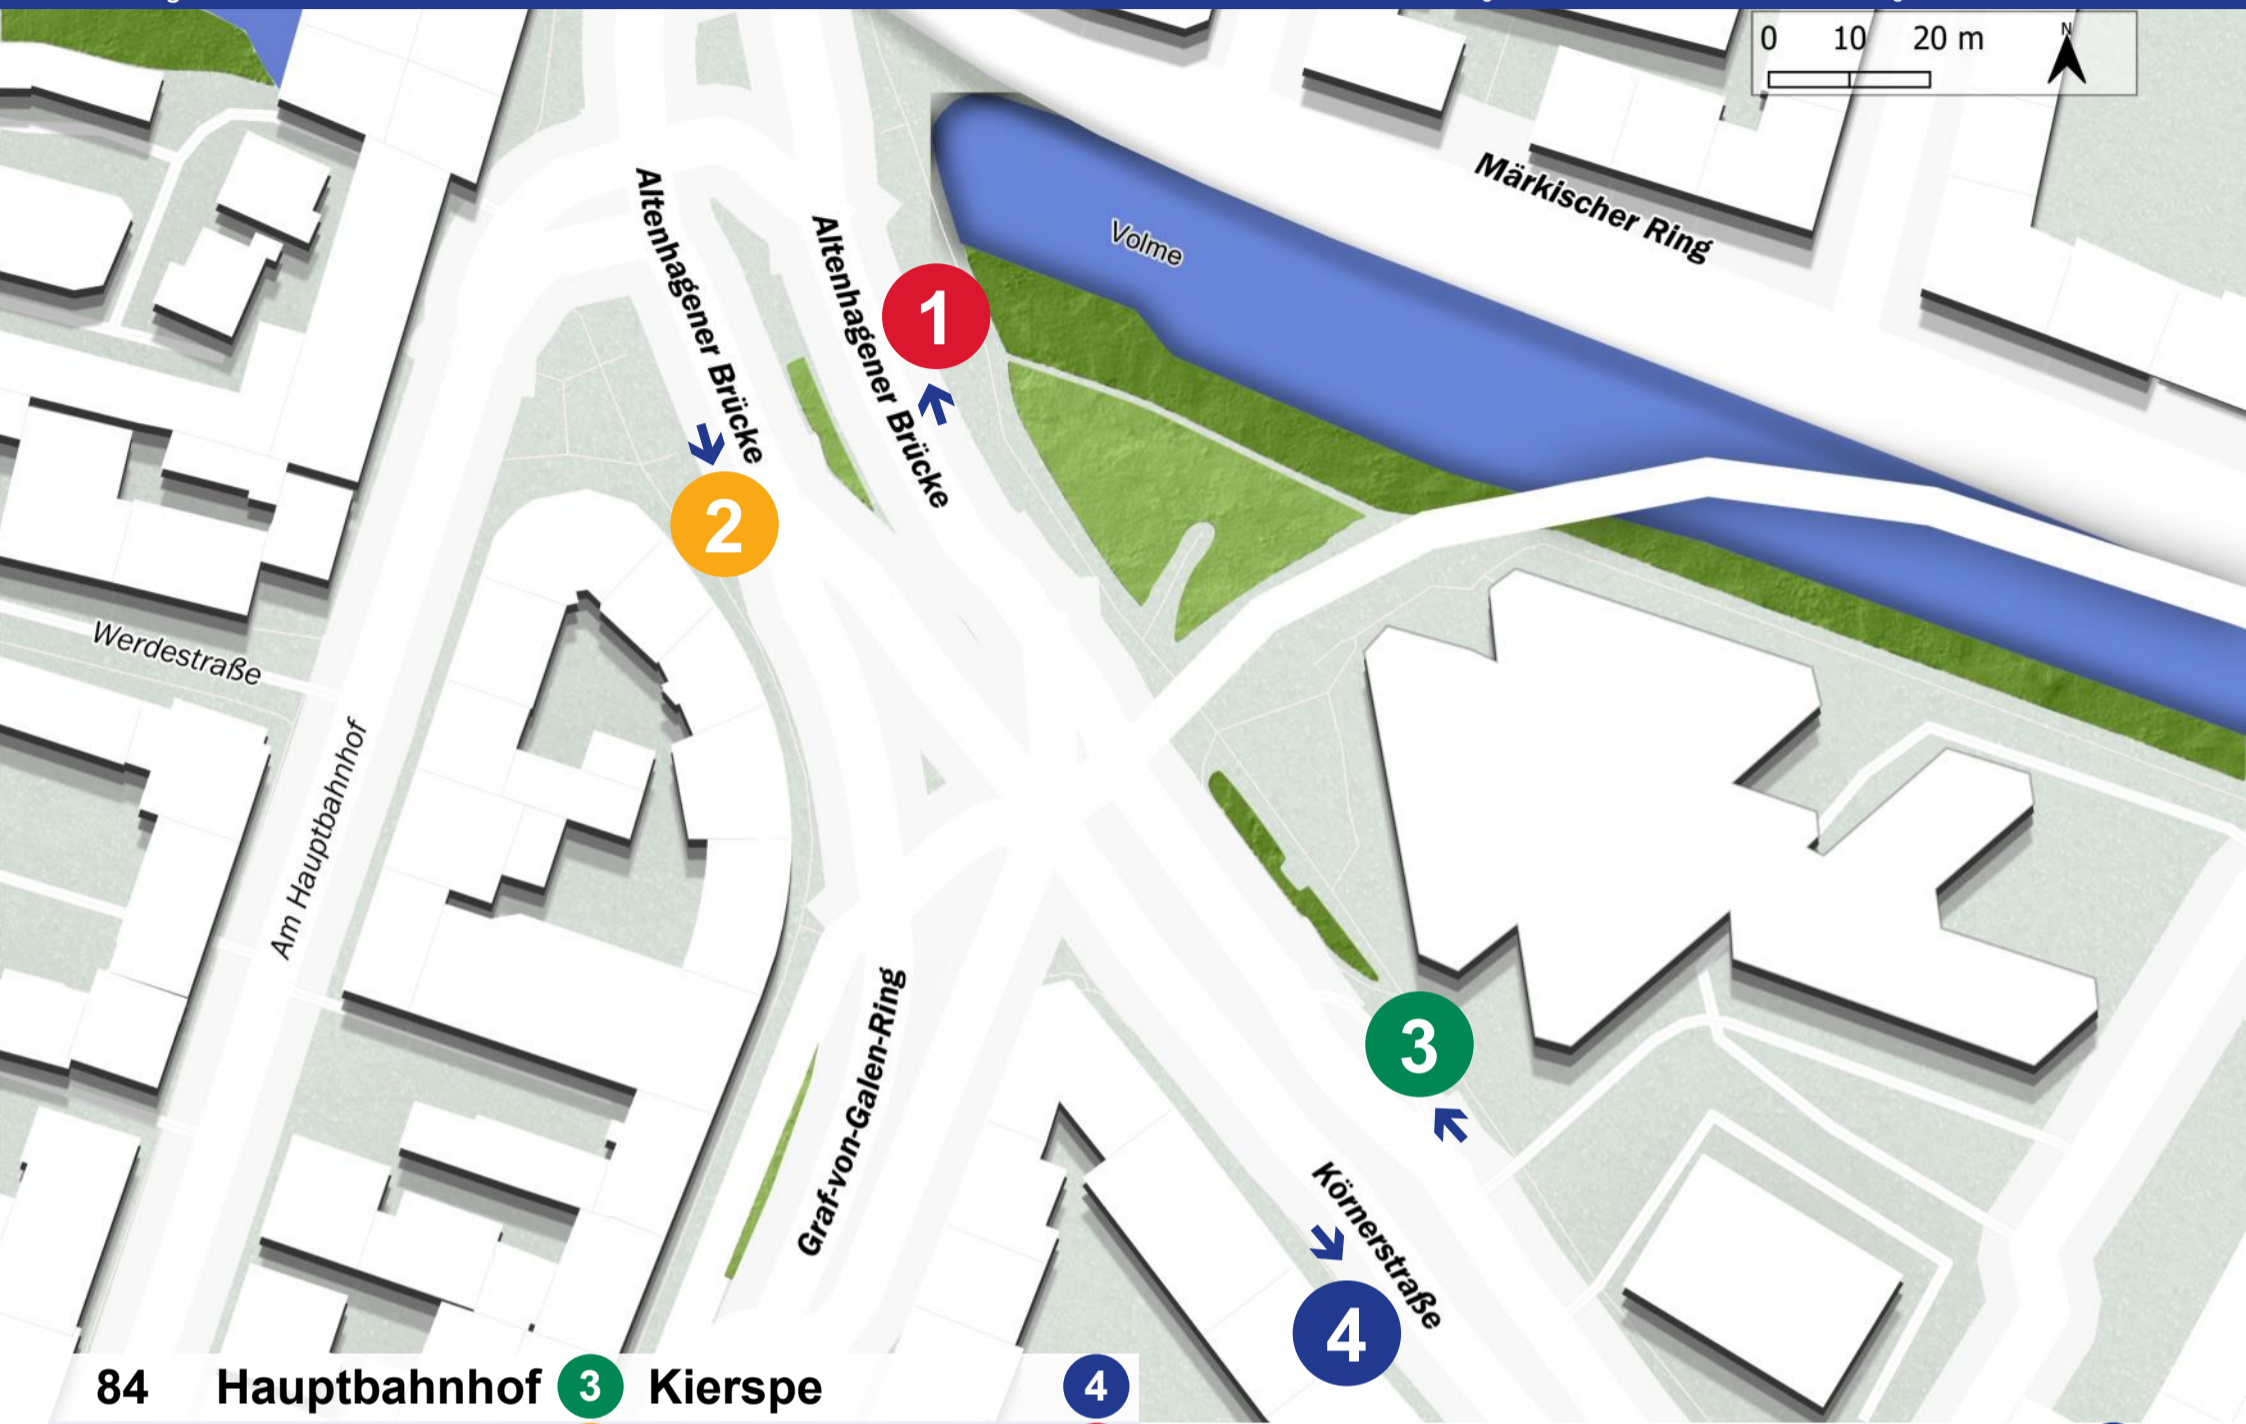 0 10 20 m
N
Märkischer Ring
Volme
Altenhagener Brücke
Altenhagener Brücke
1
2
Werdestraße
Am Hauptbahnhof
Graf-von-Galen-Ring
3
Körnerstraße
4
84 Hauptbahnhof 3 Kierspe 4